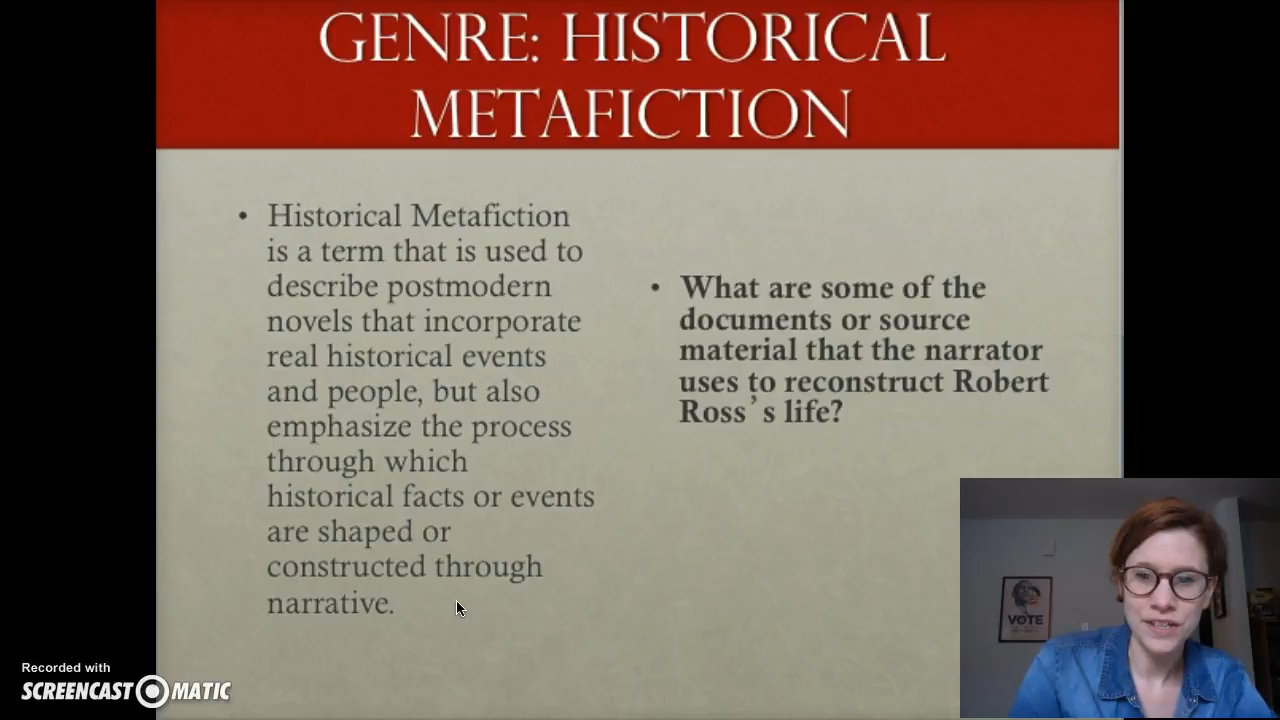 GENRE: HISTORICAL
METAFICTION
• Historical Metafiction
is a term that is used to
describe postmodern
novels that incorporate
real historical events
and people, but also
emphasize the process
through which
historical facts or events
are shaped or
constructed through
narrative.
• What are some of the
documents or source
material that the narrator
uses to reconstruct Robert
Ross's life?
VOTE
Recorded with
SCREENCAST MATIC